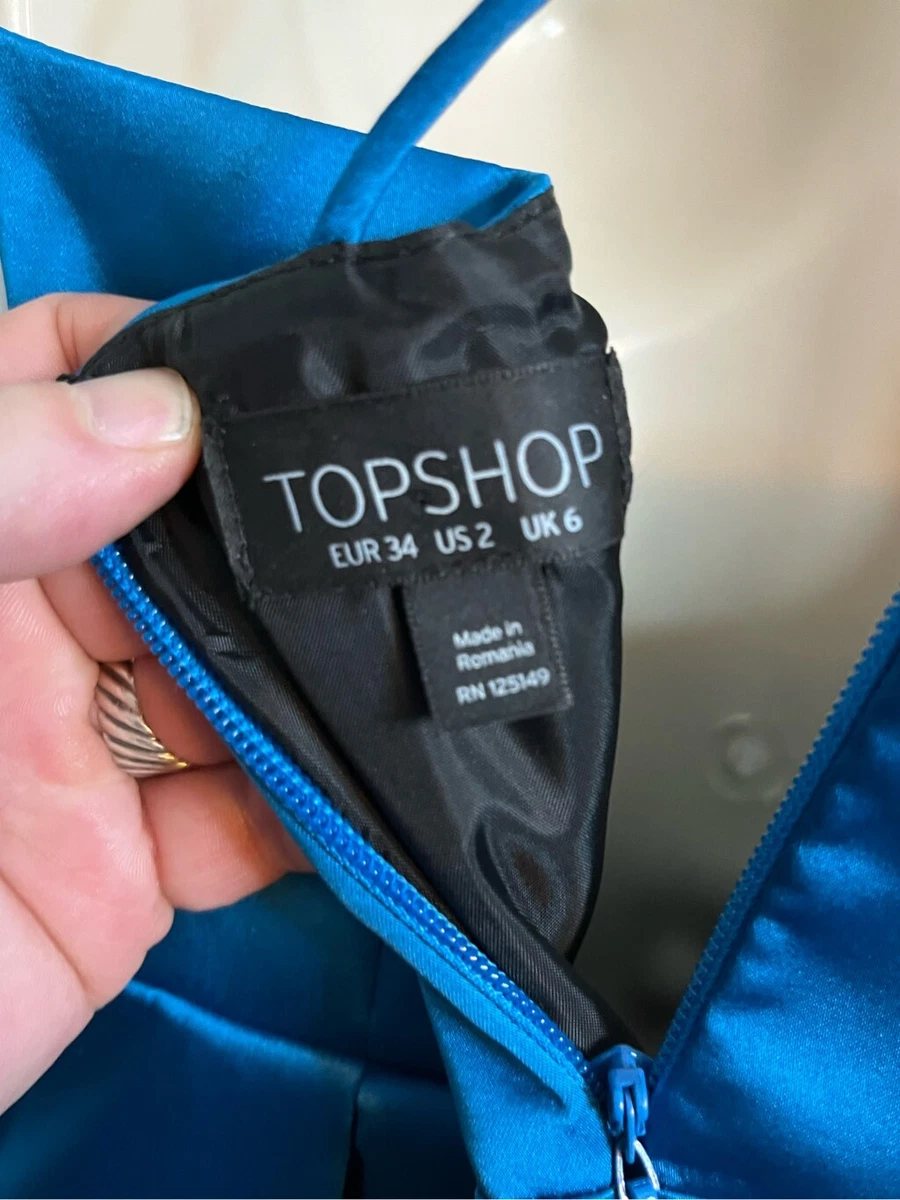 TOPSHOP
EUR 34 US 2 UK 6
Made in
Romania
RN 125149